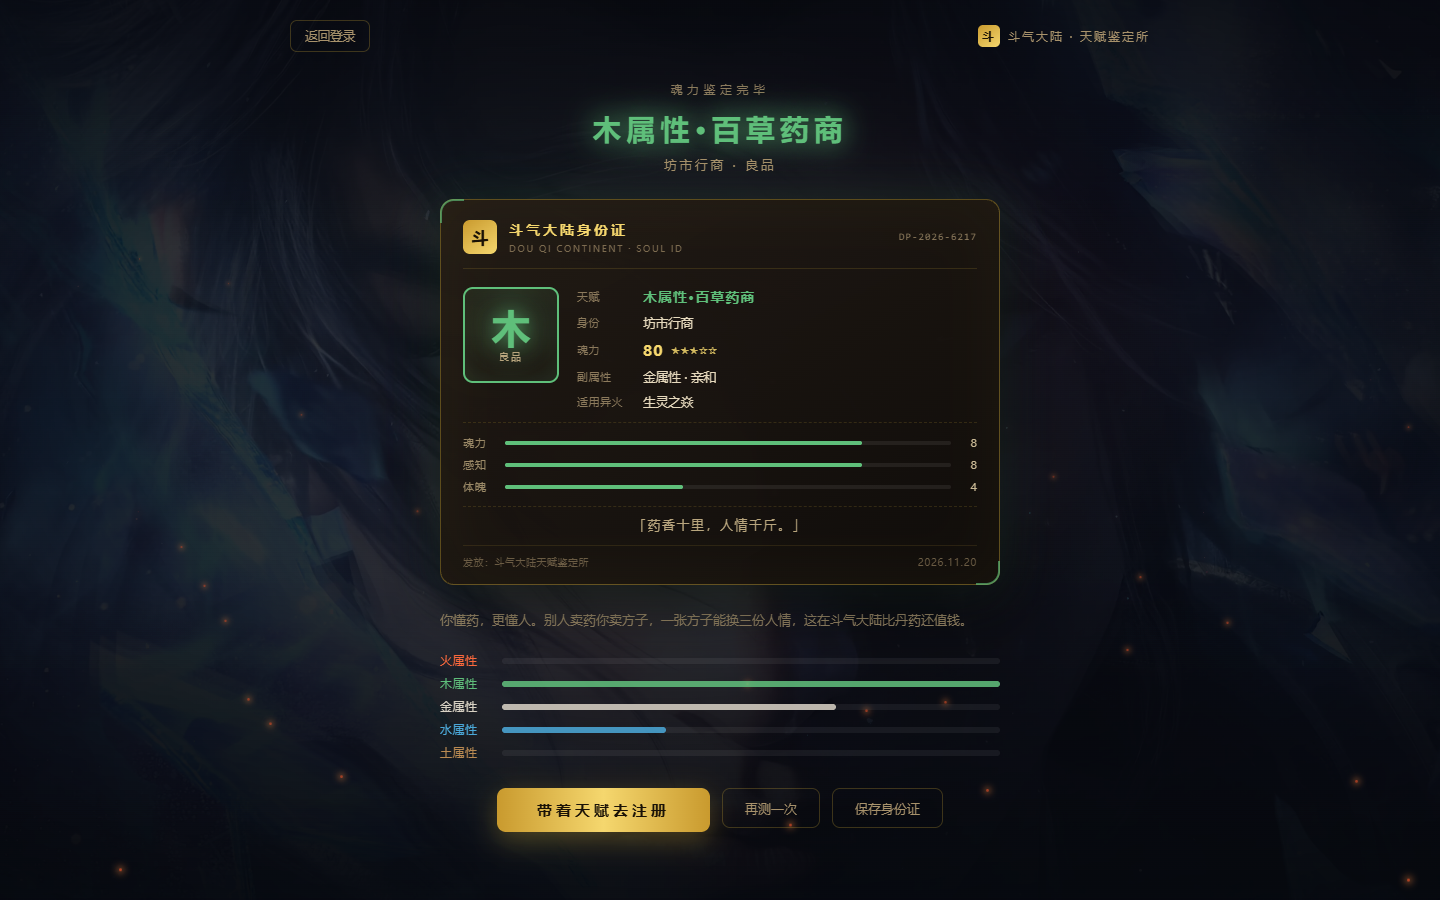 返回登录
斗 斗气大陆 · 天赋鉴定所
魂力鉴定完毕
木属性•百草药商
坊市行商 · 良品
斗 斗气大陆身份证
DOU QI CONTINENT · SOUL ID
DP-2026-6217
木
良品
天赋 木属性•百草药商
身份 坊市行商
魂力 80 ★★★☆☆
副属性 金属性 · 亲和
适用异火 生灵之焱
魂力 8
感知 8
体魄 4
「药香十里，人情千斤。」
发放：斗气大陆天赋鉴定所 2026.11.20
你懂药，更懂人。别人卖药你卖方子，一张方子能换三份人情，这在斗气大陆比丹药还值钱。
火属性
木属性
金属性
水属性
土属性
带着天赋去注册 再测一次 保存身份证